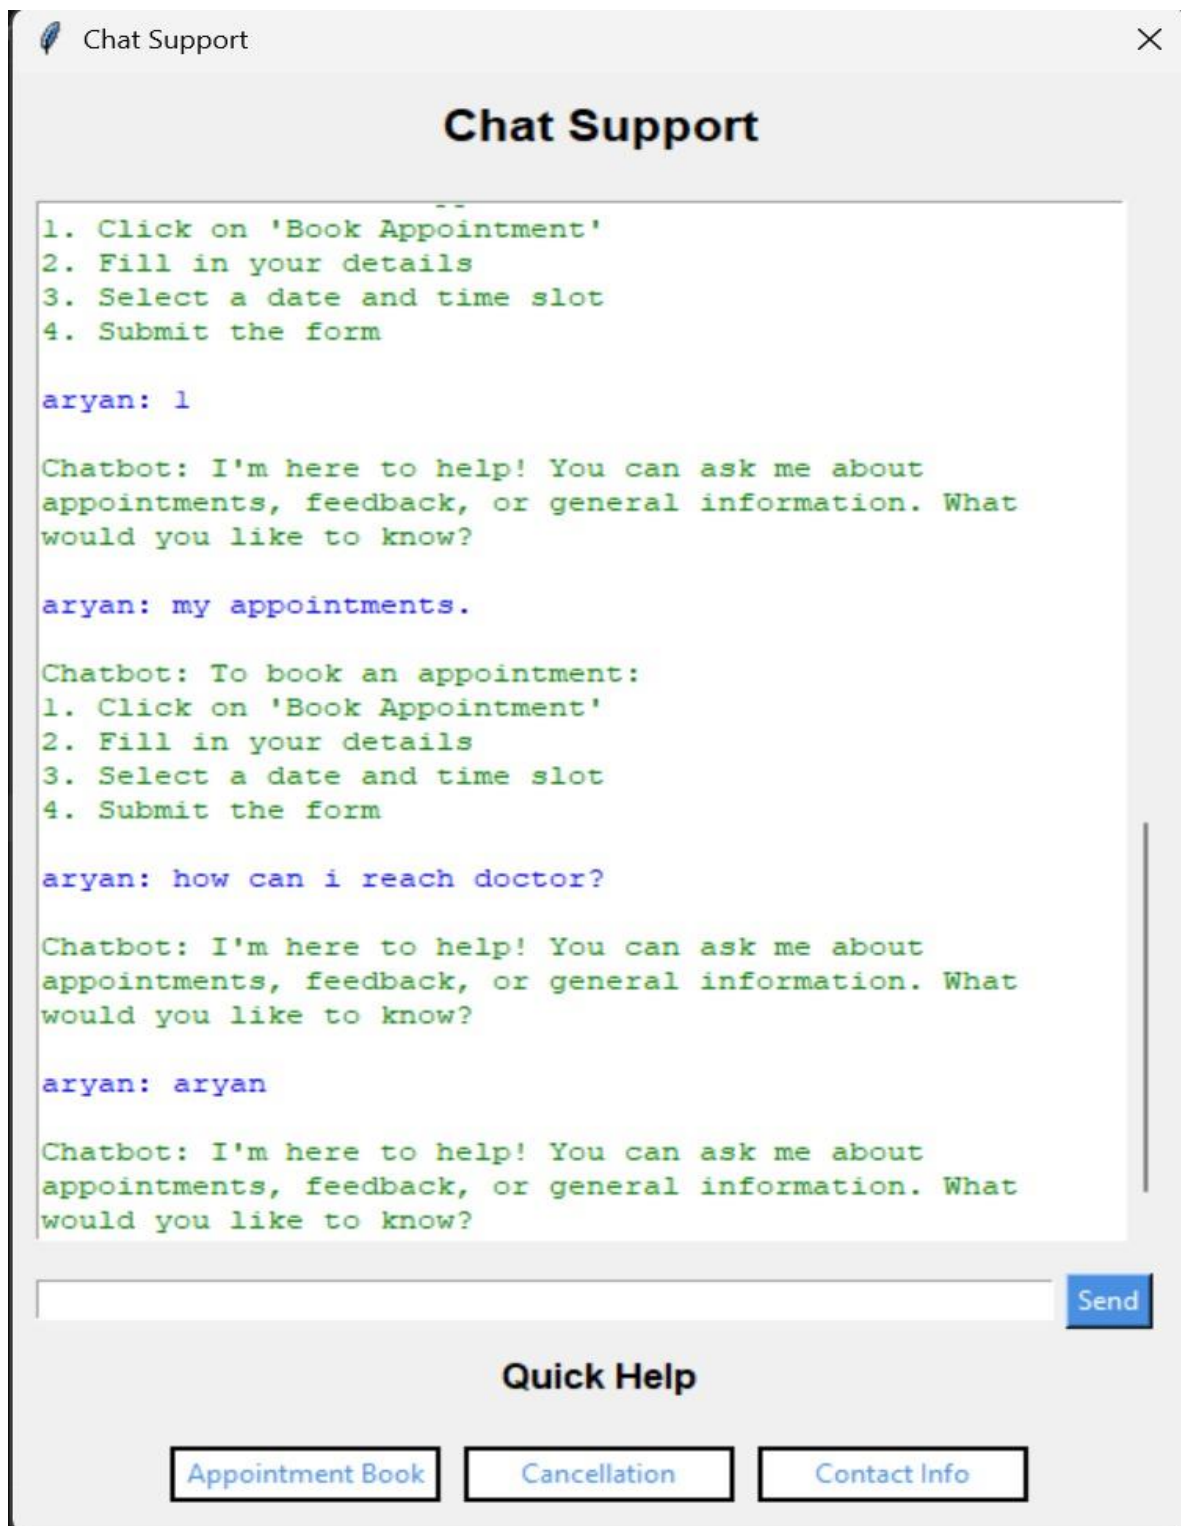 Chat Support
Chat Support
1. Click on 'Book Appointment'
2. Fill in your details
3. Select a date and time slot
4. Submit the form
aryan: 1
Chatbot: I'm here to help! You can ask me about
appointments, feedback, or general information. What
would you like to know?
aryan: my appointments.
Chatbot: To book an appointment:
1. Click on 'Book Appointment'
2. Fill in your details
3. Select a date and time slot
4. Submit the form
aryan: how can i reach doctor?
Chatbot: I'm here to help! You can ask me about
appointments, feedback, or general information. What
would you like to know?
aryan: aryan
Chatbot: I'm here to help! You can ask me about
appointments, feedback, or general information. What
would you like to know?
Send
Quick Help
Appointment Book Cancellation Contact Info